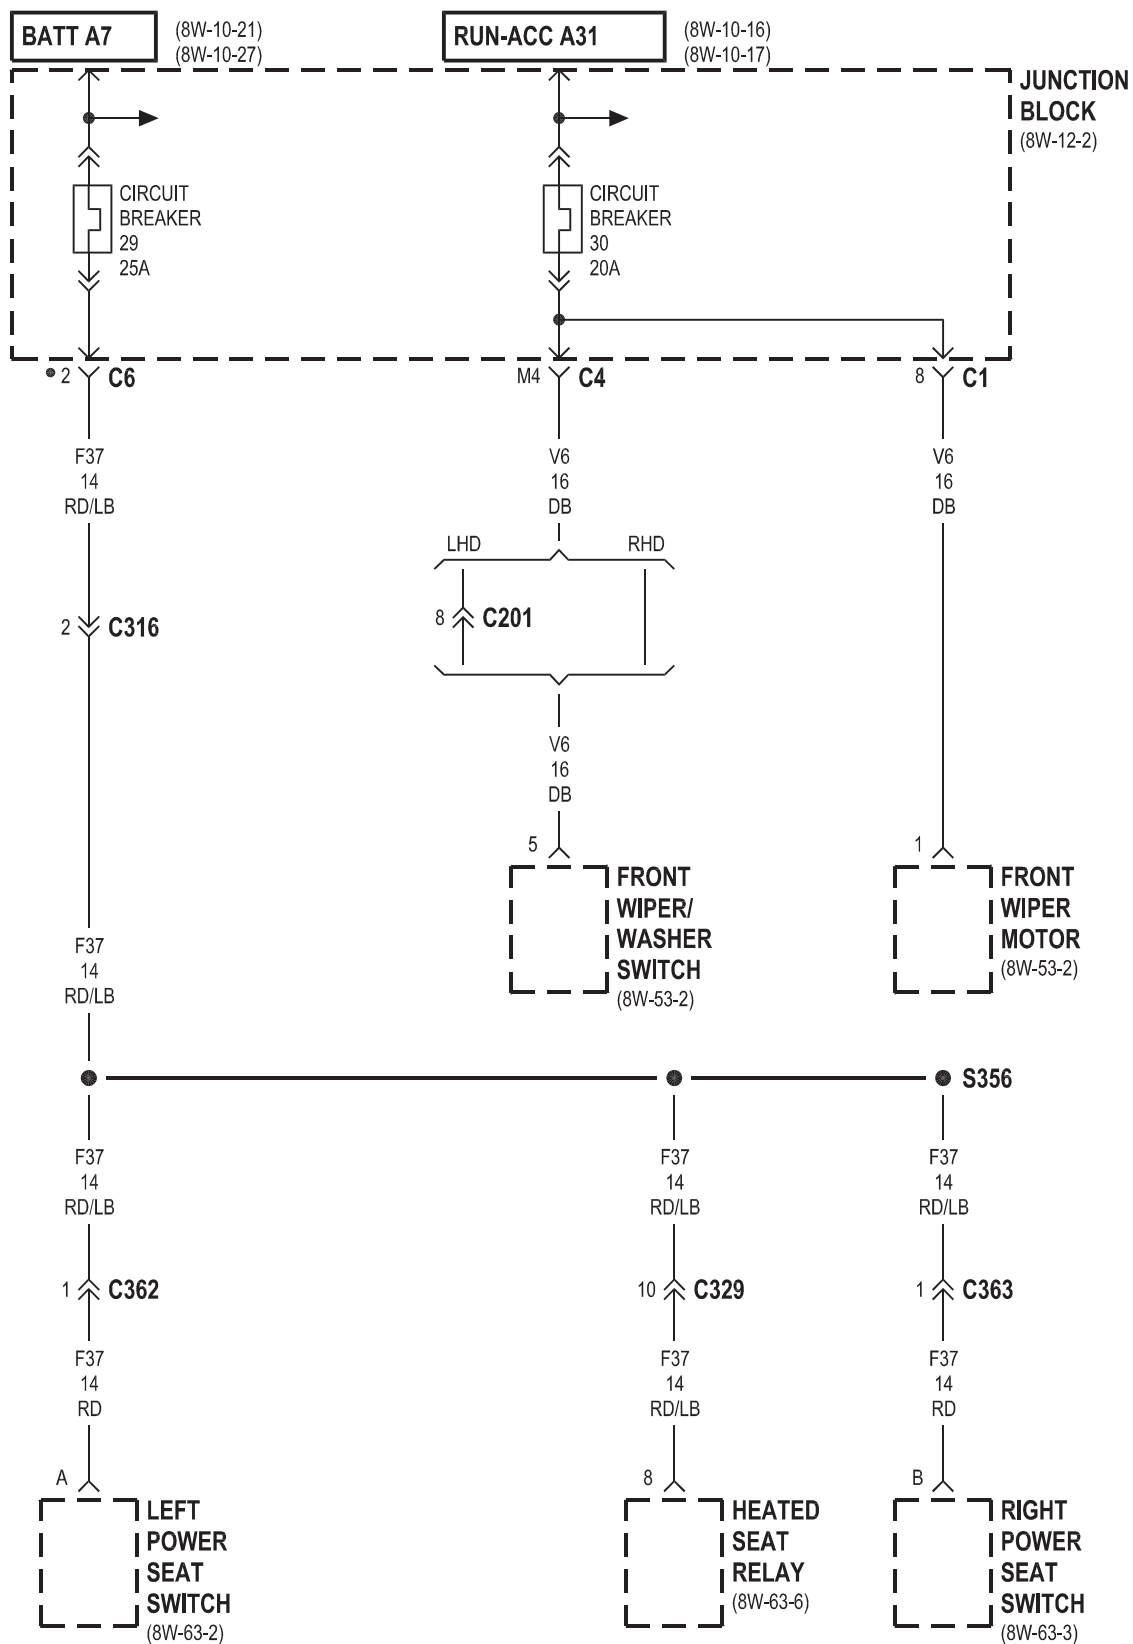 BATT A7
(8W-10-21)
(8W-10-27)
RUN-ACC A31
(8W-10-16)
(8W-10-17)
JUNCTION
BLOCK
(8W-12-2)
CIRCUIT
BREAKER
29
25A
CIRCUIT
BREAKER
30
20A
2
C6
M4
C4
8
C1
F37
14
RD/LB
V6
16
DB
V6
16
DB
LHD
RHD
8
C201
2
C316
V6
16
DB
5
FRONT
WIPER/
WASHER
SWITCH
(8W-53-2)
1
FRONT
WIPER
MOTOR
(8W-53-2)
F37
14
RD/LB
S356
F37
14
RD/LB
F37
14
RD/LB
F37
14
RD/LB
1
C362
10
C329
1
C363
F37
14
RD
F37
14
RD/LB
F37
14
RD
A
LEFT
POWER
SEAT
SWITCH
(8W-63-2)
8
HEATED
SEAT
RELAY
(8W-63-6)
B
RIGHT
POWER
SEAT
SWITCH
(8W-63-3)